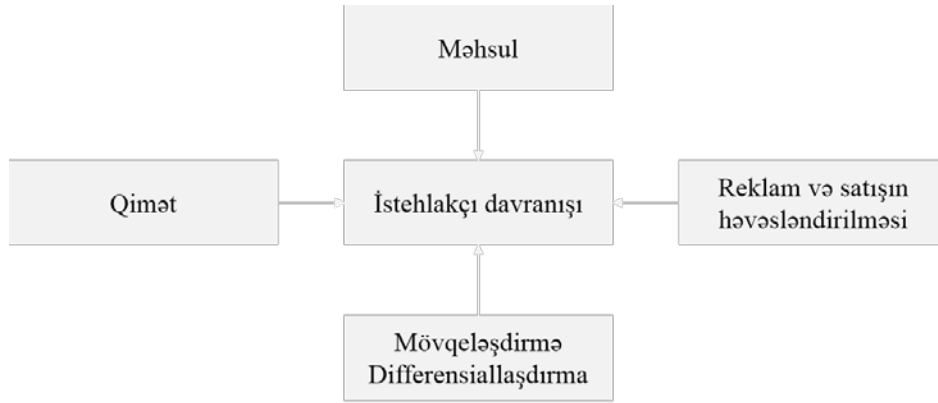 Məhsul
Qimət
İstehlakçı davranışı
Reklam və satışın
həvəsləndirilməsi
Mövqeləşdirmə
Differensiallaşdırma